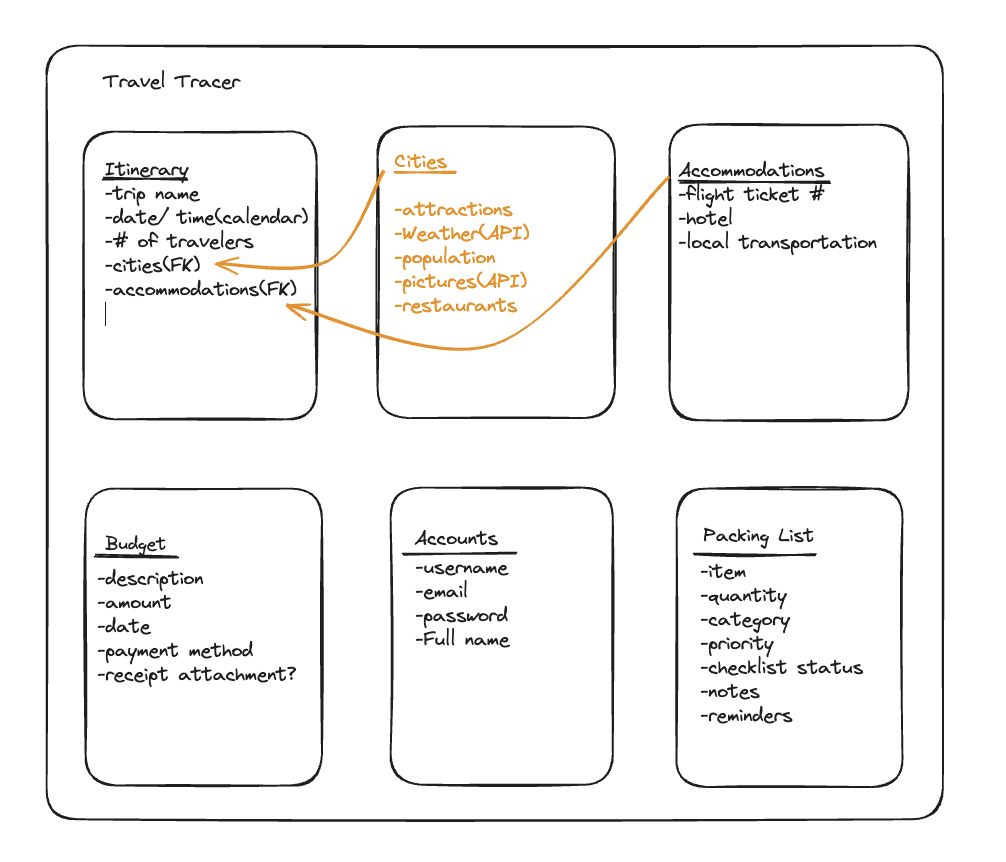 Travel Tracer
Itinerary
-trip name
-date/ time(calendar)
-# of travelers
-cities(FK)
-accommodations(FK)
Cities
-attractions
-Weather(API)
-population
-pictures(API)
-restaurants
Accommodations
-flight ticket #
-hotel
-local transportation
Budget
-description
-amount
-date
-payment method
-receipt attachment?
Accounts
-username
-email
-password
-Full name
Packing List
-item
-quantity
-category
-priority
-checklist status
-notes
-reminders